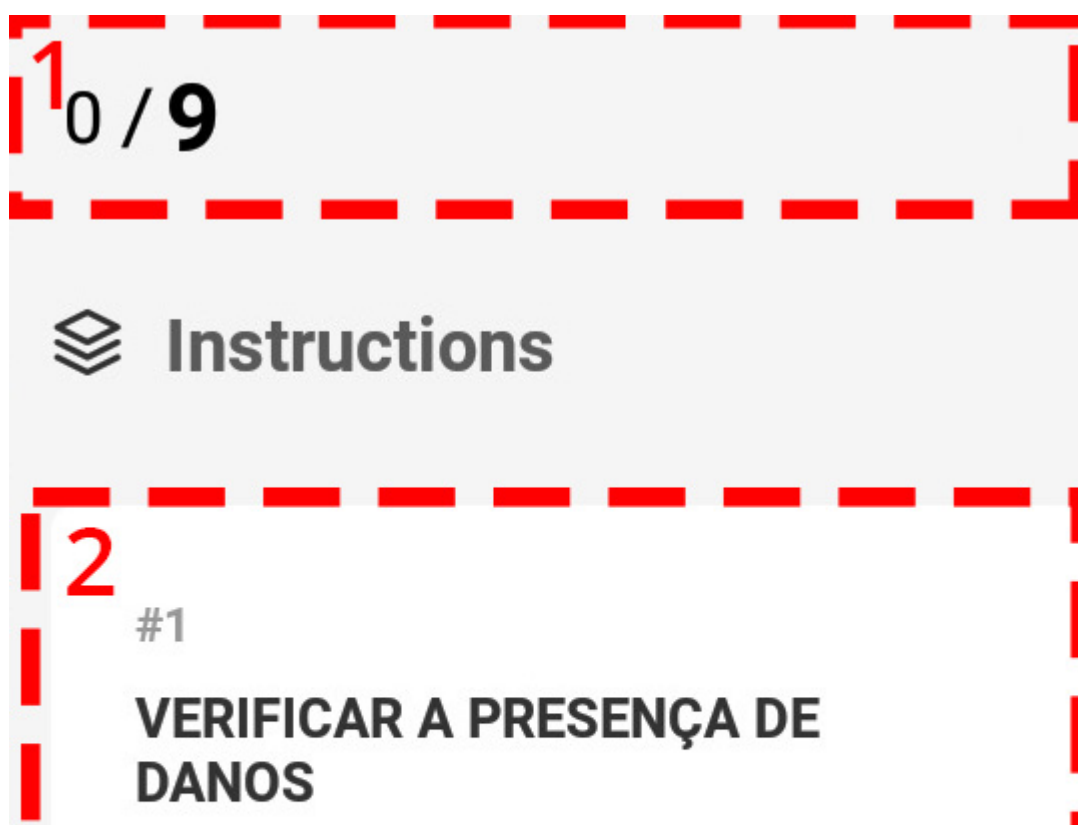 1
0 / 9
Instructions
2
#1
VERIFICAR A PRESENÇA DE
DANOS